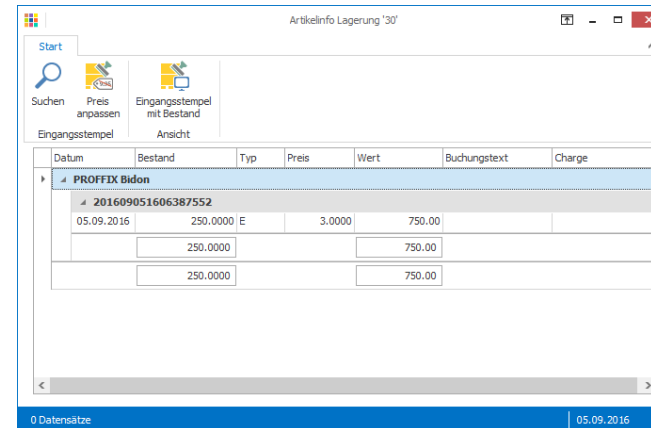 Artikelinfo Lagerung '30'
Start
Suchen
Preis anpassen
Eingangsstempel mit Bestand
Eingangsstempel
Ansicht
Datum Bestand Typ Preis Wert Buchungstext Charge
PROFFIX Bidon
201609051606387552
05.09.2016 250.0000 E 3.0000 750.00
250.0000 750.00
250.0000 750.00
0 Datensätze 05.09.2016